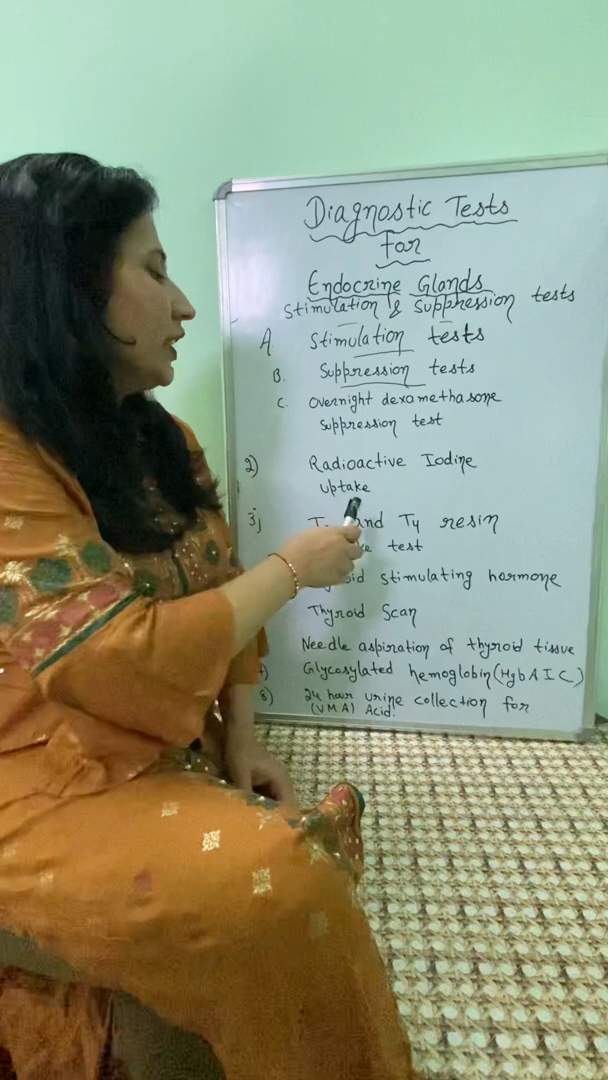 Diagnostic Tests
for
Endocrine Glands
Stimulation & Suppression tests
A Stimulation tests
B. Suppression tests
C. Overnight dexomethasone
Suppression test
2) Radioactive Iodine
Uptake
3) and T4 resin
test
stimulating hormone
Thyroid Scan
Needle aspiration of thyroid tissue
Glycosylated hemoglobin (HgbA1C)
8) 24 hour urine collection for
(VMA) Acid.